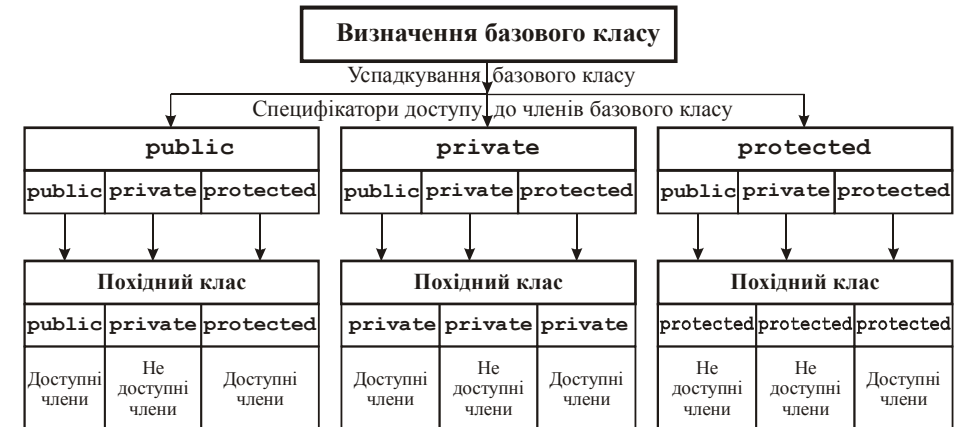 Визначення базового класу
Успадкування базового класу
Специфікатори доступу до членів базового класу
public private protected
public private protected public private protected public private protected
Похідний клас Похідний клас Похідний клас
public private protected private private private protected protected protected
Доступні члени Не доступні члени Доступні члени Доступні члени Не доступні члени Доступні члени Не доступні члени Не доступні члени Доступні члени